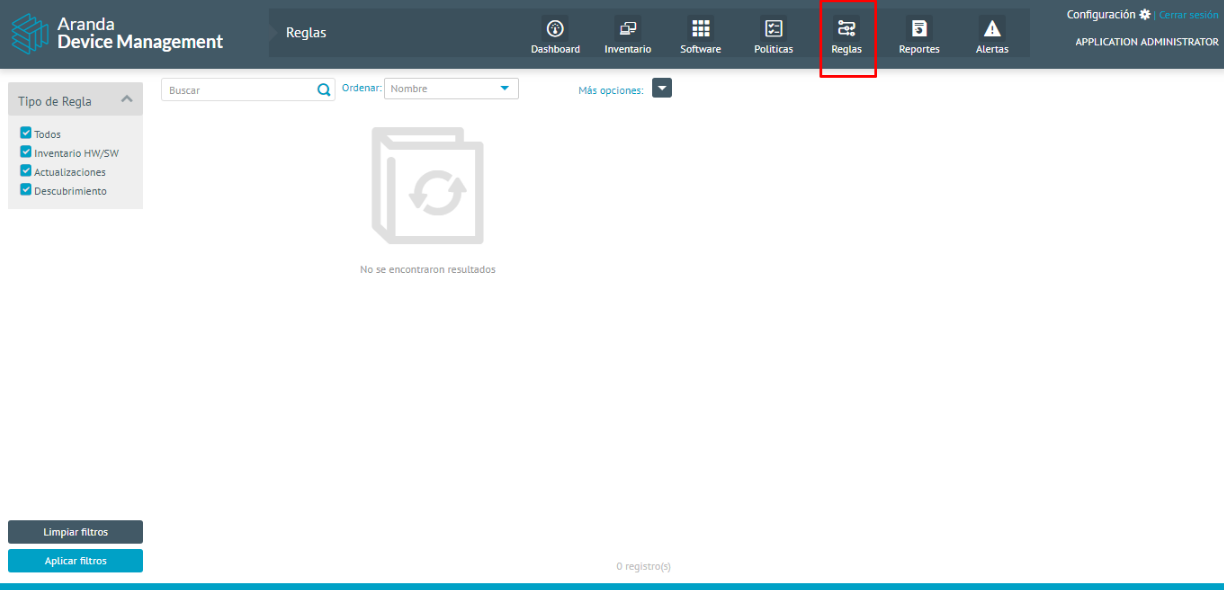 Aranda
Device Management
Reglas
Dashboard
Inventario
Software
Políticas
Reglas
Reportes
Alertas
Configuración | Cerrar sesión
APPLICATION ADMINISTRATOR
Tipo de Regla
Todos
Inventario HW/SW
Actualizaciones
Descubrimiento
Buscar
Ordenar: Nombre
Más opciones:
No se encontraron resultados
Limpiar filtros
Aplicar filtros
0 registro(s)